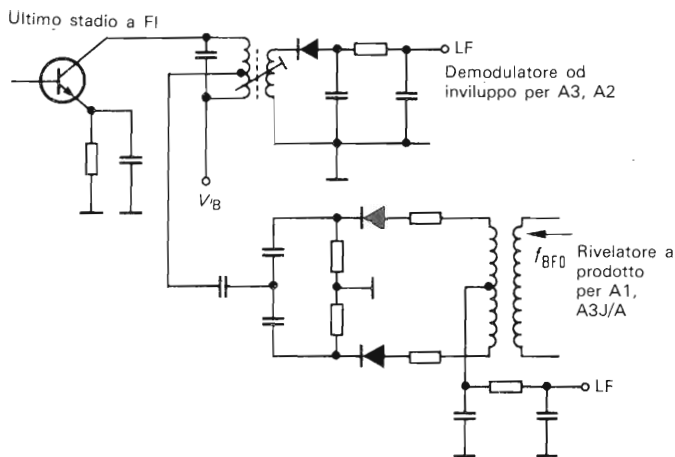 Ultimo stadio a FI
LF
Demodulatore od
inviluppo per A3, A2
V'B
fBFO
Rivelatore a
prodotto
per A1,
A3J/A
LF